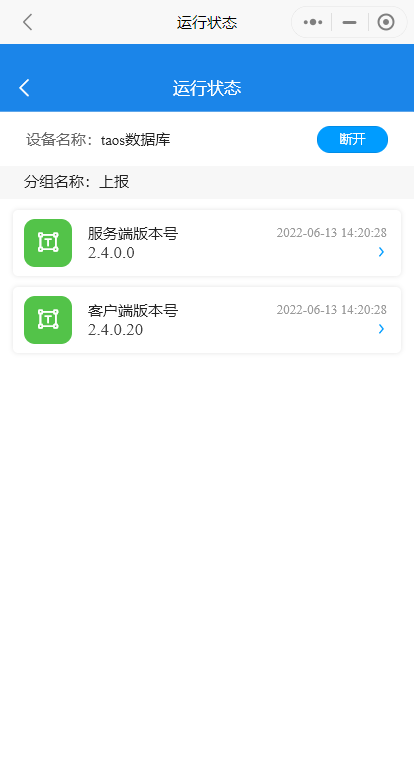 运行状态
运行状态
设备名称：taos数据库
断开
分组名称：上报
服务端版本号
2022-06-13 14:20:28
2.4.0.0
客户端版本号
2022-06-13 14:20:28
2.4.0.20